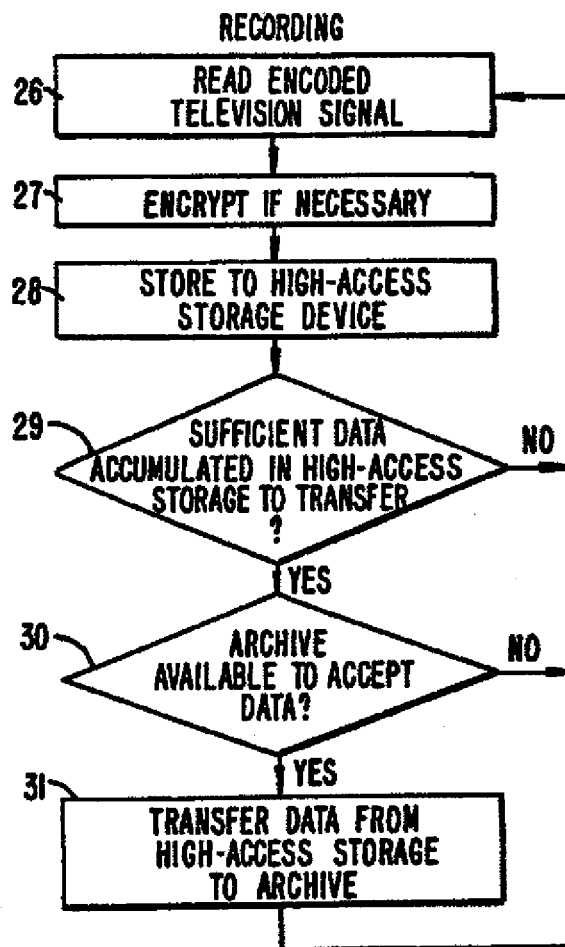 RECORDING
26
READ ENCODED
TELEVISION SIGNAL
27
ENCRYPT IF NECESSARY
28
STORE TO HIGH-ACCESS
STORAGE DEVICE
29
SUFFICIENT DATA
ACCUMULATED IN HIGH-ACCESS
STORAGE TO TRANSFER
?
NO
YES
30
ARCHIVE
AVAILABLE TO ACCEPT
DATA?
NO
YES
31
TRANSFER DATA FROM
HIGH-ACCESS STORAGE
TO ARCHIVE